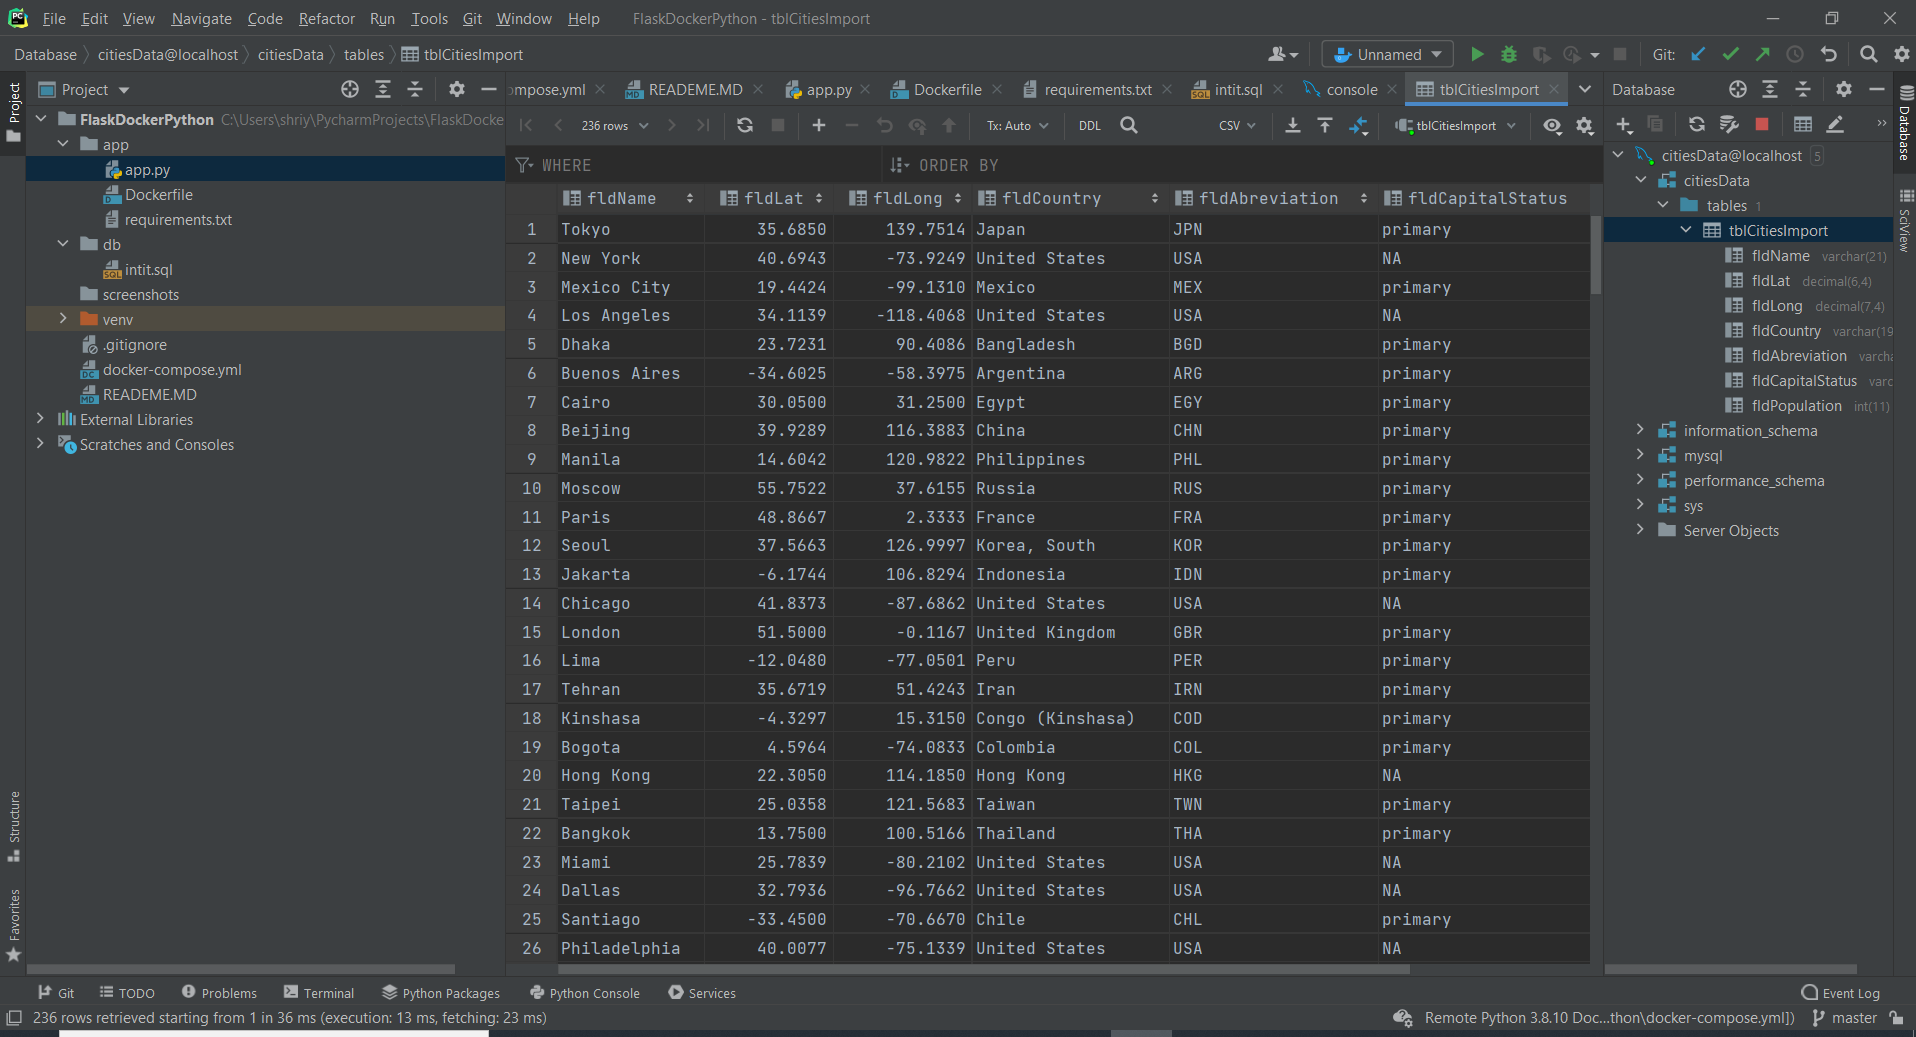 File Edit View Navigate Code Refactor Run Tools Git Window Help FlaskDockerPython - tblCitiesImport
Database citiesData@localhost citiesData tables tblCitiesImport Unnamed Git:
Project
Project
FlaskDockerPython C:\Users\shriy\PycharmProjects\FlaskDocke
app
app.py
Dockerfile
requirements.txt
db
intit.sql
screenshots
venv
.gitignore
docker-compose.yml
READEME.MD
External Libraries
Scratches and Consoles
Structure
Favorites
ompose.yml READEME.MD app.py Dockerfile requirements.txt intit.sql console tblCitiesImport
236 rows Tx: Auto DDL CSV tblCitiesImport
WHERE ORDER BY
fldName fldLat fldLong fldCountry fldAbreviation fldCapitalStatus
1 Tokyo 35.6850 139.7514 Japan JPN primary
2 New York 40.6943 -73.9249 United States USA NA
3 Mexico City 19.4424 -99.1310 Mexico MEX primary
4 Los Angeles 34.1139 -118.4068 United States USA NA
5 Dhaka 23.7231 90.4086 Bangladesh BGD primary
6 Buenos Aires -34.6025 -58.3975 Argentina ARG primary
7 Cairo 30.0500 31.2500 Egypt EGY primary
8 Beijing 39.9289 116.3883 China CHN primary
9 Manila 14.6042 120.9822 Philippines PHL primary
10 Moscow 55.7522 37.6155 Russia RUS primary
11 Paris 48.8667 2.3333 France FRA primary
12 Seoul 37.5663 126.9997 Korea, South KOR primary
13 Jakarta -6.1744 106.8294 Indonesia IDN primary
14 Chicago 41.8373 -87.6862 United States USA NA
15 London 51.5000 -0.1167 United Kingdom GBR primary
16 Lima -12.0480 -77.0501 Peru PER primary
17 Tehran 35.6719 51.4243 Iran IRN primary
18 Kinshasa -4.3297 15.3150 Congo (Kinshasa) COD primary
19 Bogota 4.5964 -74.0833 Colombia COL primary
20 Hong Kong 22.3050 114.1850 Hong Kong HKG NA
21 Taipei 25.0358 121.5683 Taiwan TWN primary
22 Bangkok 13.7500 100.5166 Thailand THA primary
23 Miami 25.7839 -80.2102 United States USA NA
24 Dallas 32.7936 -96.7662 United States USA NA
25 Santiago -33.4500 -70.6670 Chile CHL primary
26 Philadelphia 40.0077 -75.1339 United States USA NA
Database
citiesData@localhost 5
citiesData
tables 1
tblCitiesImport
fldName varchar(21)
fldLat decimal(6,4)
fldLong decimal(7,4)
fldCountry varchar(19
fldAbreviation varcha
fldCapitalStatus varc
fldPopulation int(11)
information_schema
mysql
performance_schema
sys
Server Objects
Database
SciView
Git TODO Problems Terminal Python Packages Python Console Services Event Log
236 rows retrieved starting from 1 in 36 ms (execution: 13 ms, fetching: 23 ms) Remote Python 3.8.10 Doc...thon\docker-compose.yml]) master